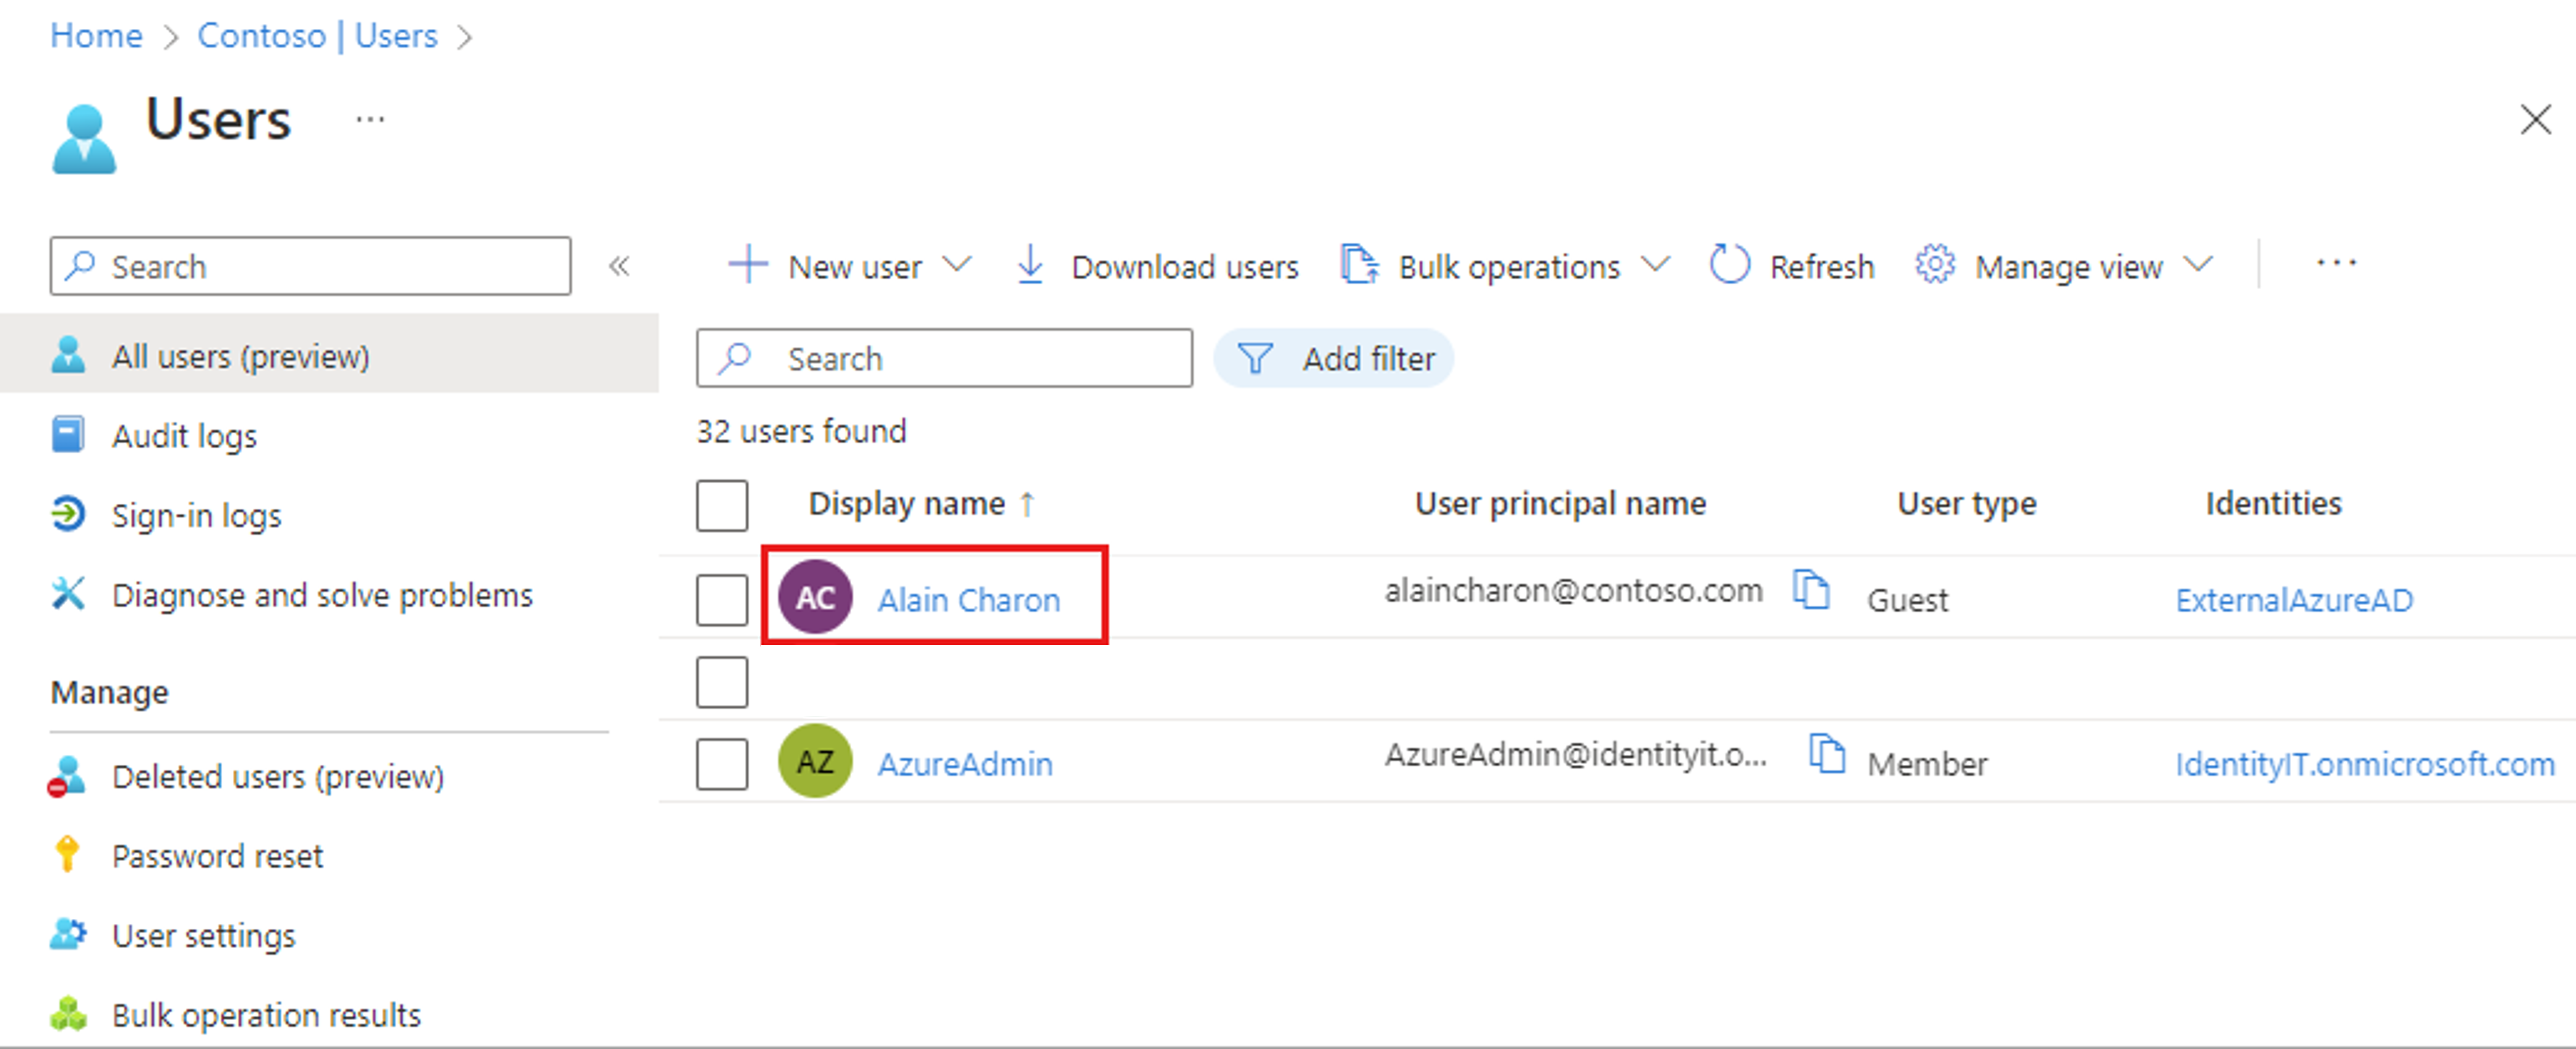 Home > Contoso | Users >
Users ...
Search «
New user Download users Bulk operations Refresh Manage view ...
All users (preview)
Audit logs
Sign-in logs
Diagnose and solve problems
Manage
Deleted users (preview)
Password reset
User settings
Bulk operation results
Search Add filter
32 users found
Display name ↑ User principal name User type Identities
AC Alain Charon alaincharon@contoso.com Guest ExternalAzureAD
AZ AzureAdmin AzureAdmin@identityit.o... Member IdentityIT.onmicrosoft.com